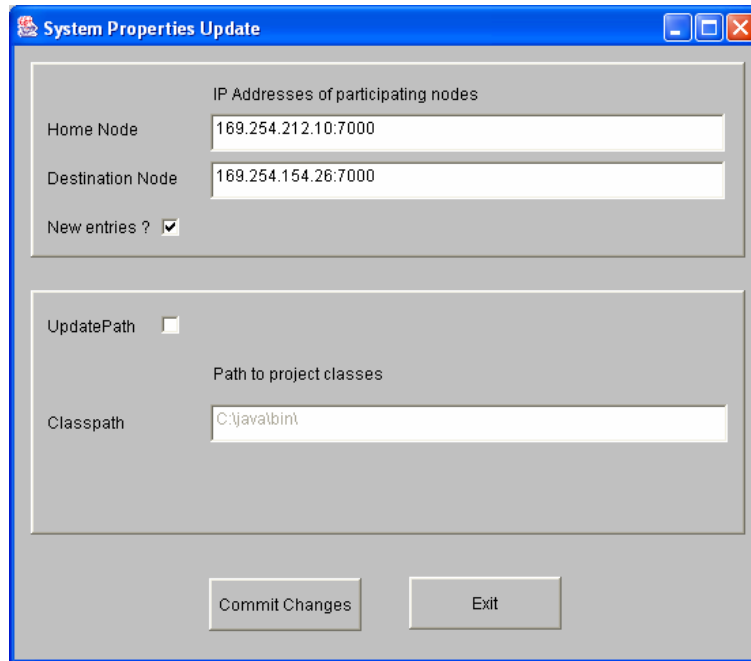 System Properties Update
IP Addresses of participating nodes
Home Node 169.254.212.10:7000
Destination Node 169.254.154.26:7000
New entries ?
UpdatePath
Path to project classes
Classpath C:\java\bin\
Commit Changes Exit